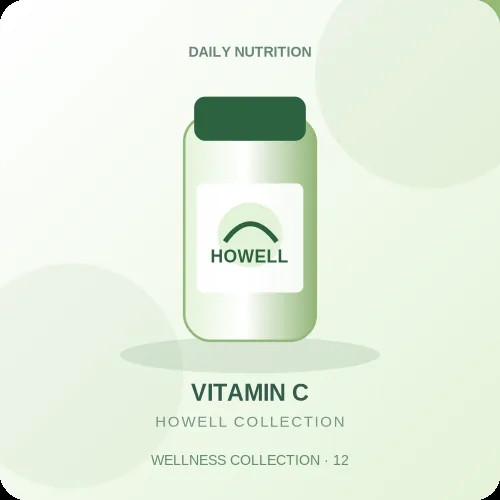 DAILY NUTRITION
HOWELL
VITAMIN C
HOWELL COLLECTION
WELLNESS COLLECTION · 12